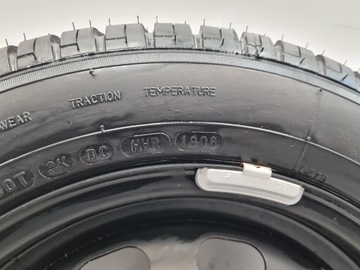 WEAR TRACTION TEMPERATURE
DOT 3K DC HHR 1808